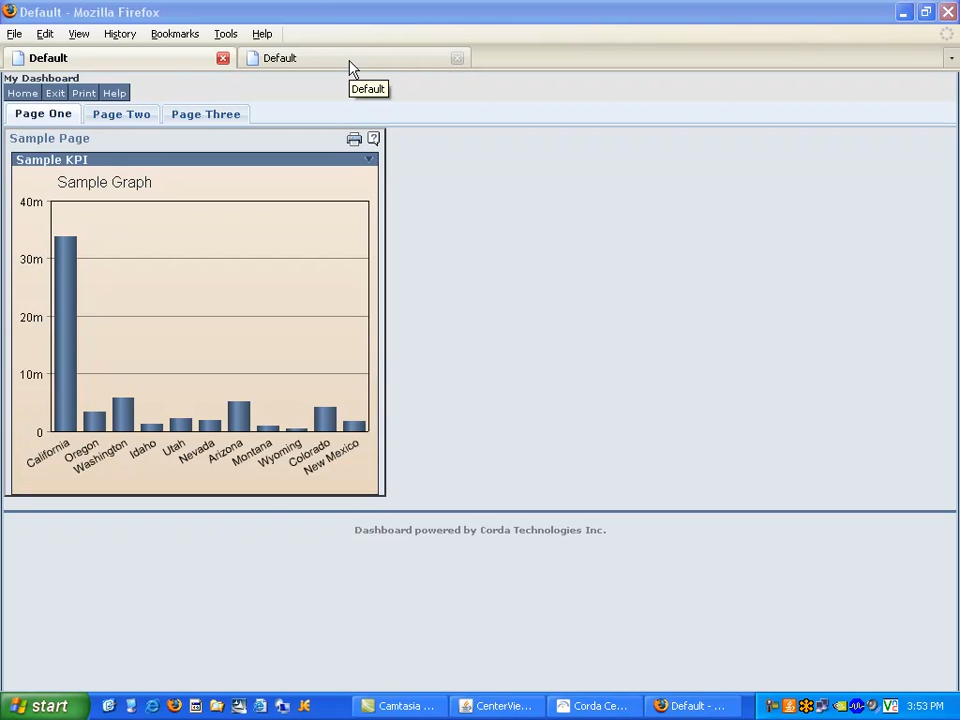 Default - Mozilla Firefox
File Edit View History Bookmarks Tools Help
Default Default
Default
My Dashboard
Home Exit Print Help
Page One Page Two Page Three
Sample Page
Sample KPI
Sample Graph
40m
30m
20m
10m
0
California Oregon Washington Idaho Utah Nevada Arizona Montana Wyoming Colorado New Mexico
Dashboard powered by Corda Technologies Inc.
start Camtasia ... CenterVie... Corda Ce... Default - ... 3:53 PM